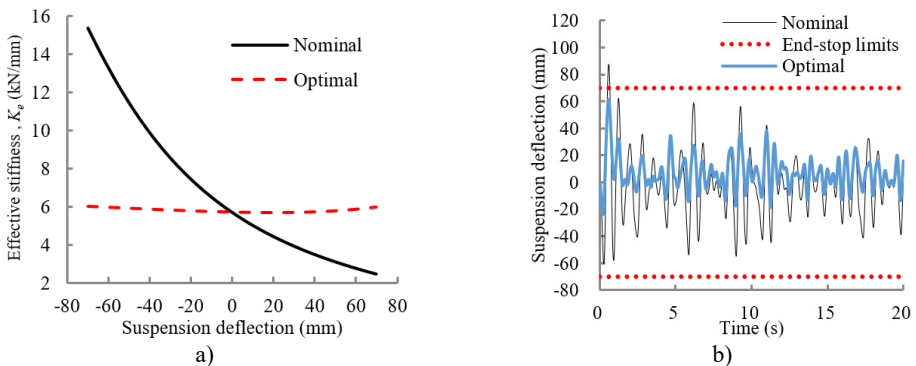 Effective stiffness , Ke (kN/mm)
16
14
12
10
8
6
4
2
-80 -60 -40 -20 0 20 40 60 80
Suspension deflection (mm)
Nominal
Optimal
a)
Suspension deflection (mm)
120
100
80
60
40
20
0
-20
-40
-60
-80
0 5 10 15 20
Time (s)
Nominal
End-stop limits
Optimal
b)